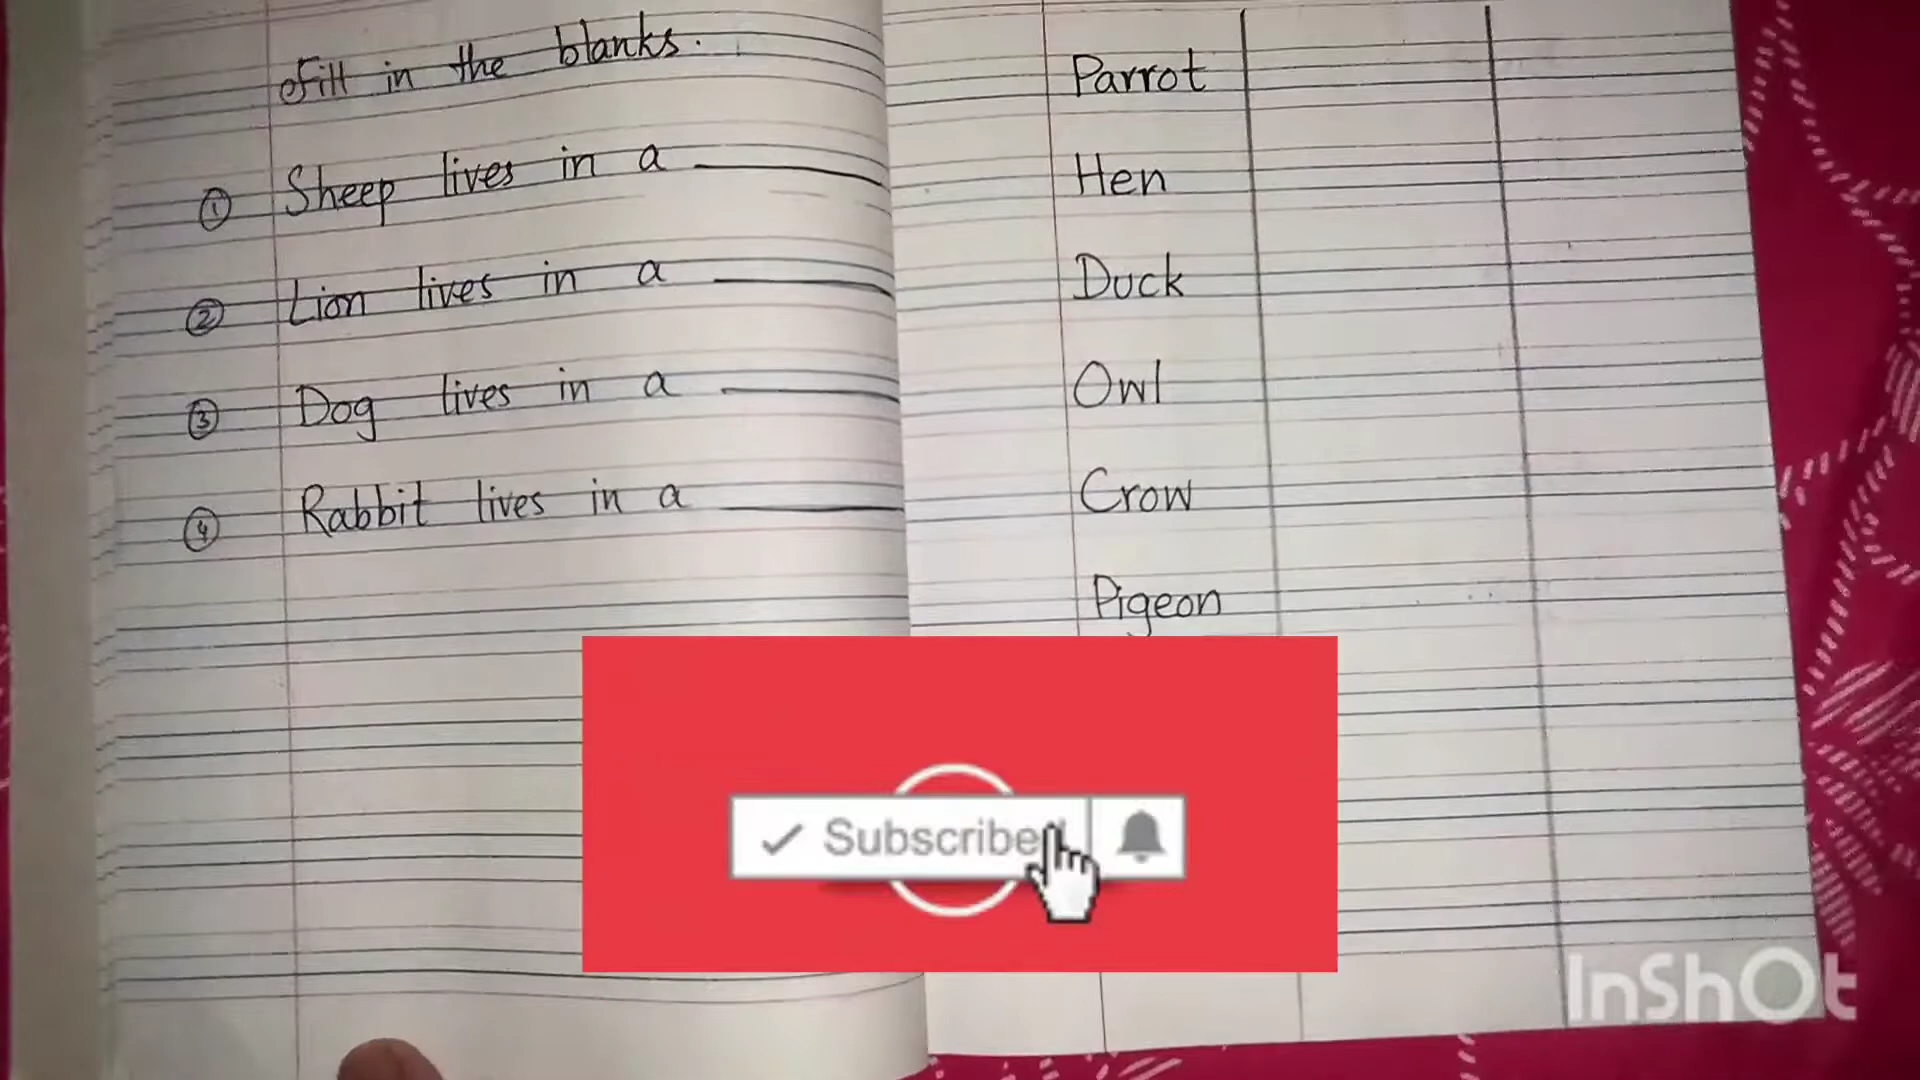 Fill in the blanks.
① Sheep lives in a
② Lion lives in a
③ Dog lives in a
④ Rabbit lives in a
Parrot
Hen
Duck
Owl
Crow
Pigeon
Subscribe
InShOt